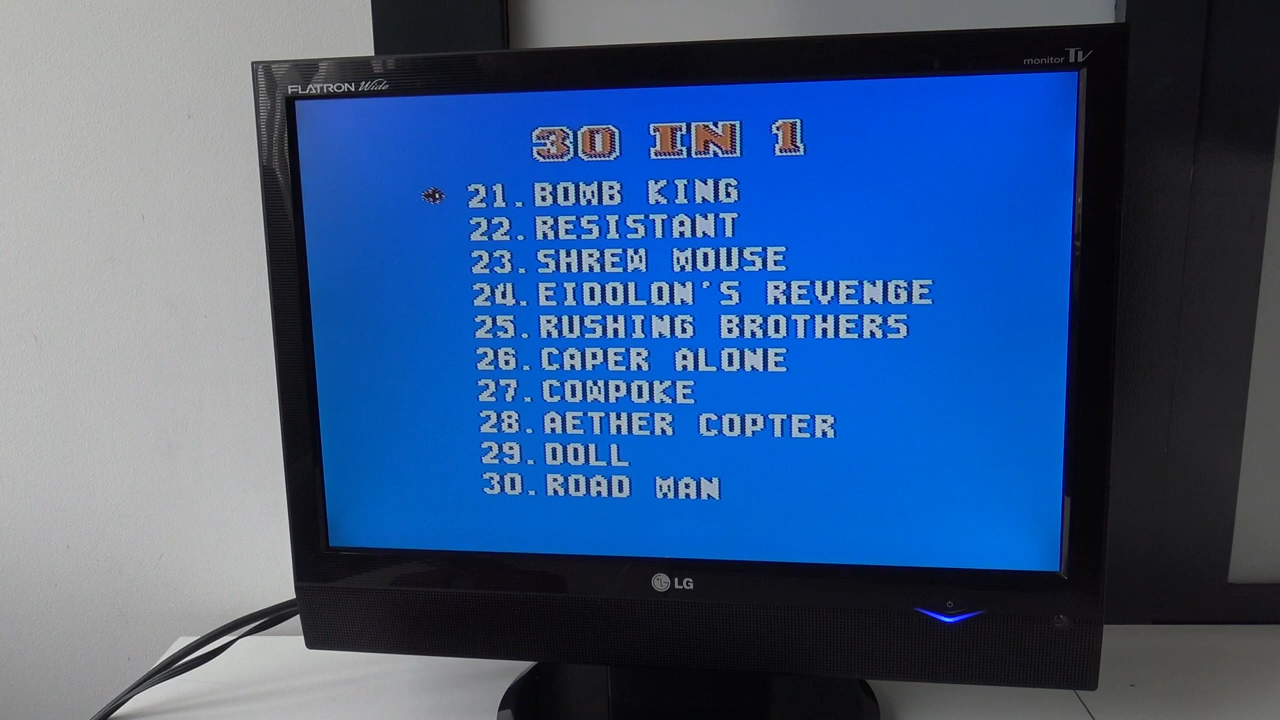 FLATRON Wide
monitor TV
30 IN 1
21.BOMB KING
22.RESISTANT
23.SHREW MOUSE
24.EIDOLON'S REVENGE
25.RUSHING BROTHERS
26.CAPER ALONE
27.COWPOKE
28.AETHER COPTER
29.DOLL
30.ROAD MAN
LG